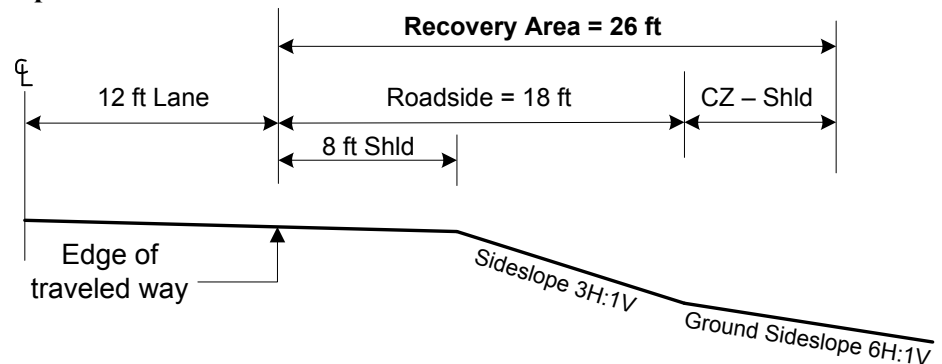 Recovery Area = 26 ft
℄
12 ft Lane
Roadside = 18 ft
CZ – Shld
8 ft Shld
Edge of
traveled way
Sideslope 3H:1V
Ground Sideslope 6H:1V